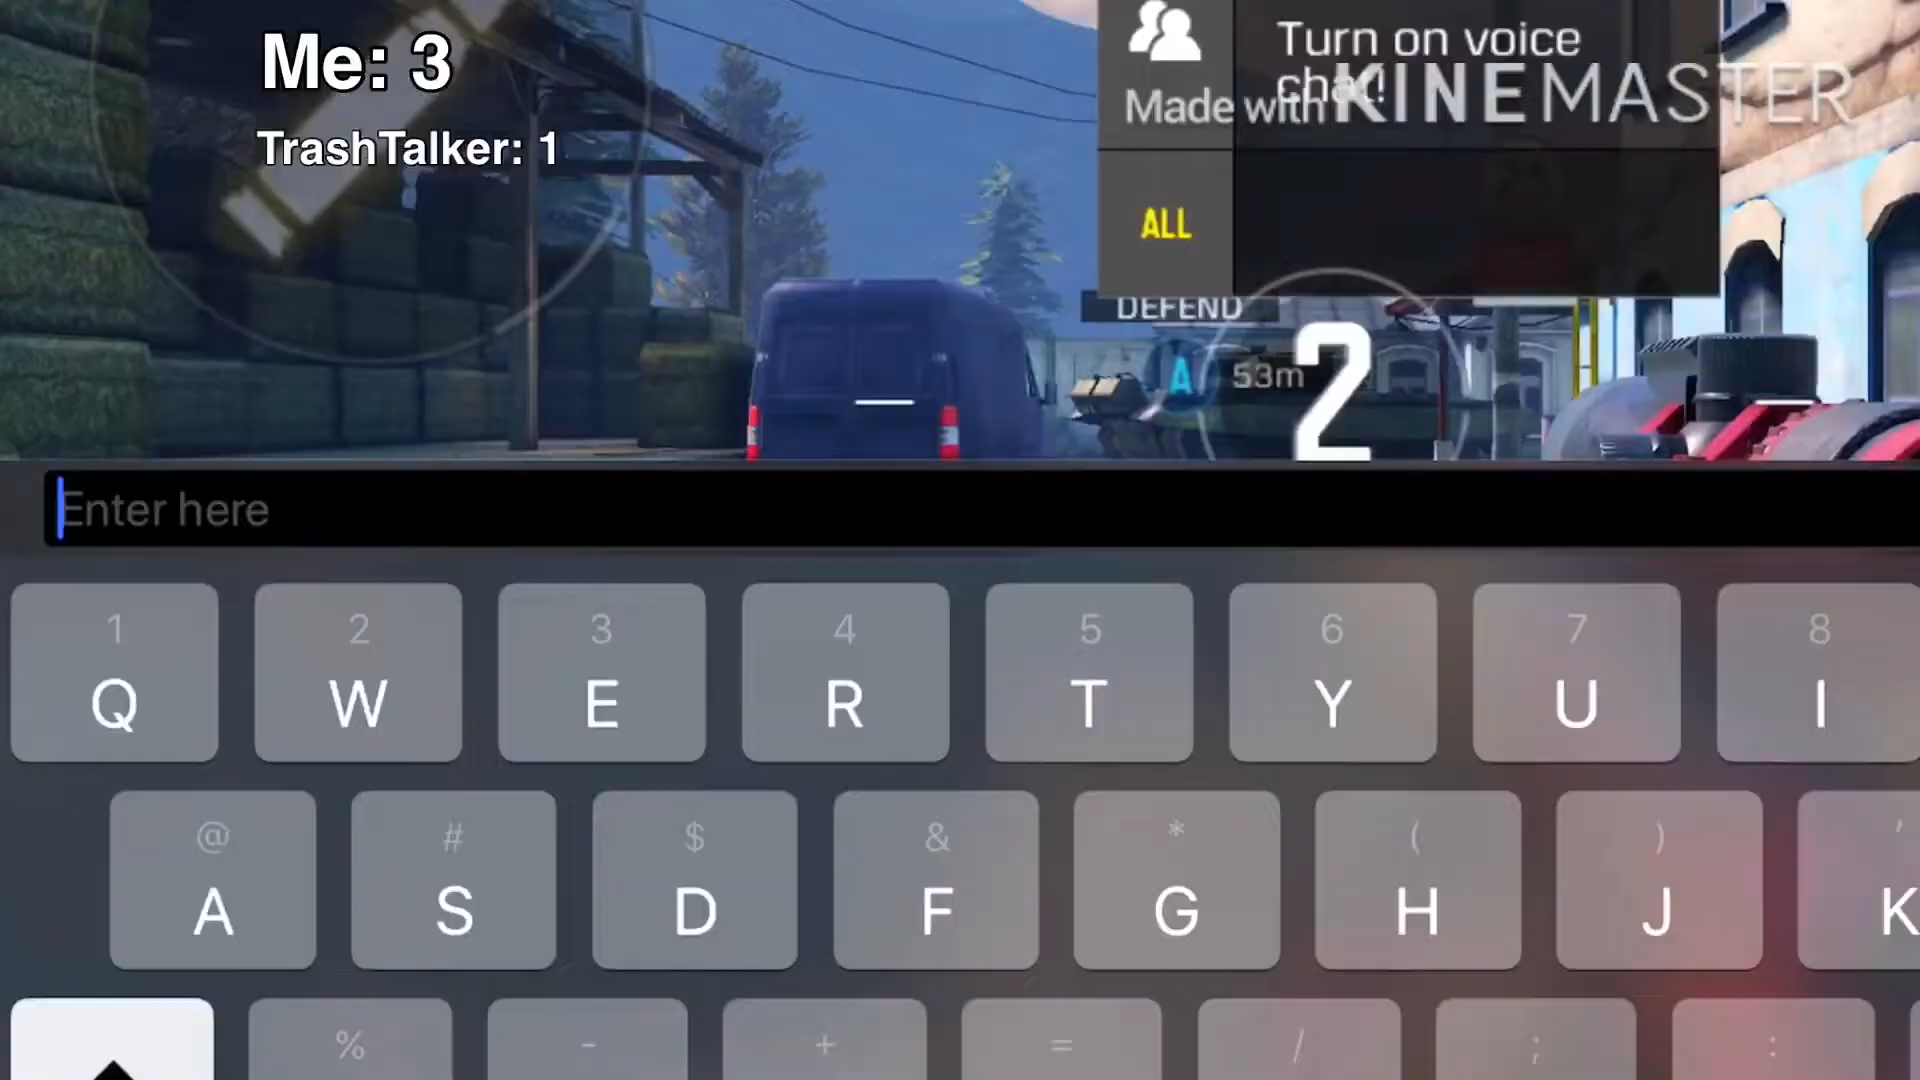 Me: 3
TrashTalker: 1
Turn on voice
chat!
Made with KINEMASTER
ALL
DEFEND
A 53m
2
Enter here
1 2 3 4 5 6 7 8
Q W E R T Y U I
@ # $ & * ( ) '
A S D F G H J K
% - + = / ; :